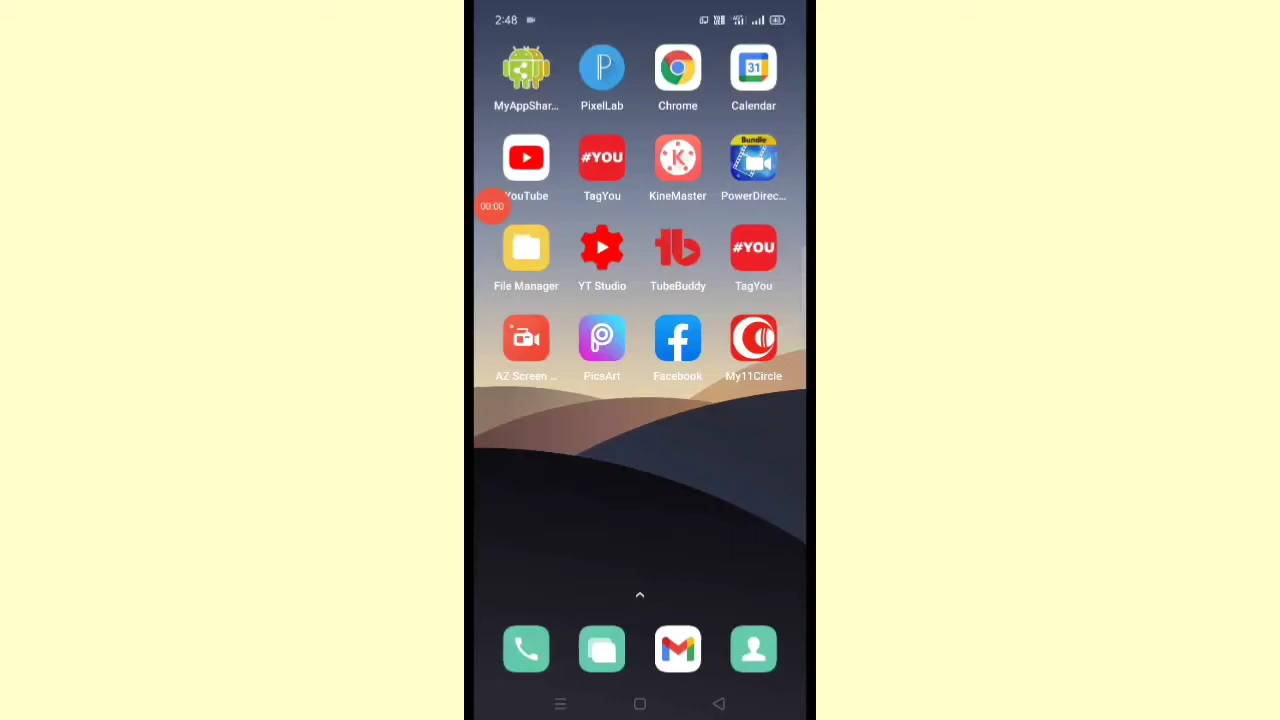 2:48
MyAppShar... PixelLab Chrome Calendar
31
#YOU
Bundle
YouTube TagYou KineMaster PowerDirec...
00:00
#YOU
File Manager YT Studio TubeBuddy TagYou
AZ Screen ... PicsArt Facebook My11Circle